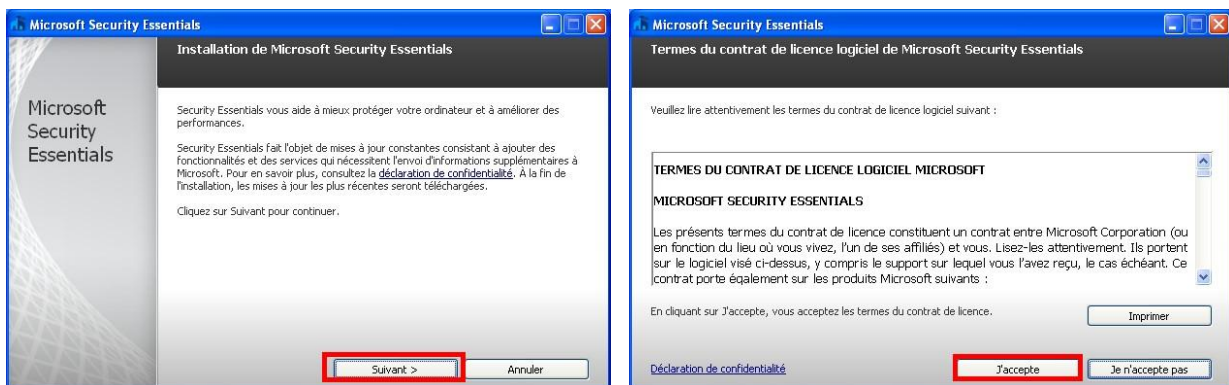 Microsoft Security Essentials
Installation de Microsoft Security Essentials
Microsoft
Security
Essentials
Security Essentials vous aide à mieux protéger votre ordinateur et à améliorer des
performances.
Security Essentials fait l'objet de mises à jour constantes consistant à ajouter des
fonctionnalités et des services qui nécessitent l'envoi d'informations supplémentaires à
Microsoft. Pour en savoir plus, consultez la déclaration de confidentialité. À la fin de
l'installation, les mises à jour les plus récentes seront téléchargées.
Cliquez sur Suivant pour continuer.
Suivant >
Annuler
Microsoft Security Essentials
Termes du contrat de licence logiciel de Microsoft Security Essentials
Veuillez lire attentivement les termes du contrat de licence logiciel suivant :
TERMES DU CONTRAT DE LICENCE LOGICIEL MICROSOFT
MICROSOFT SECURITY ESSENTIALS
Les présents termes du contrat de licence constituent un contrat entre Microsoft Corporation (ou
en fonction du lieu où vous vivez, l'un de ses affiliés) et vous. Lisez-les attentivement. Ils portent
sur le logiciel visé ci-dessus, y compris le support sur lequel vous l'avez reçu, le cas échéant. Ce
contrat porte également sur les produits Microsoft suivants :
En cliquant sur J'accepte, vous acceptez les termes du contrat de licence.
Imprimer
Déclaration de confidentialité
J'accepte
Je n'accepte pas